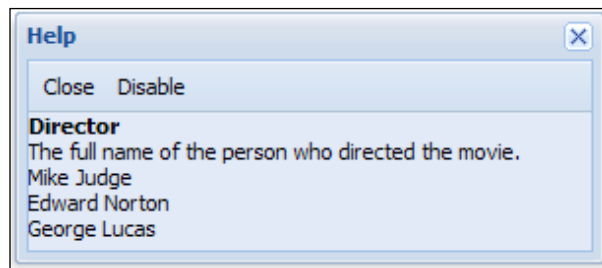 Help
Close Disable
Director
The full name of the person who directed the movie.
Mike Judge
Edward Norton
George Lucas